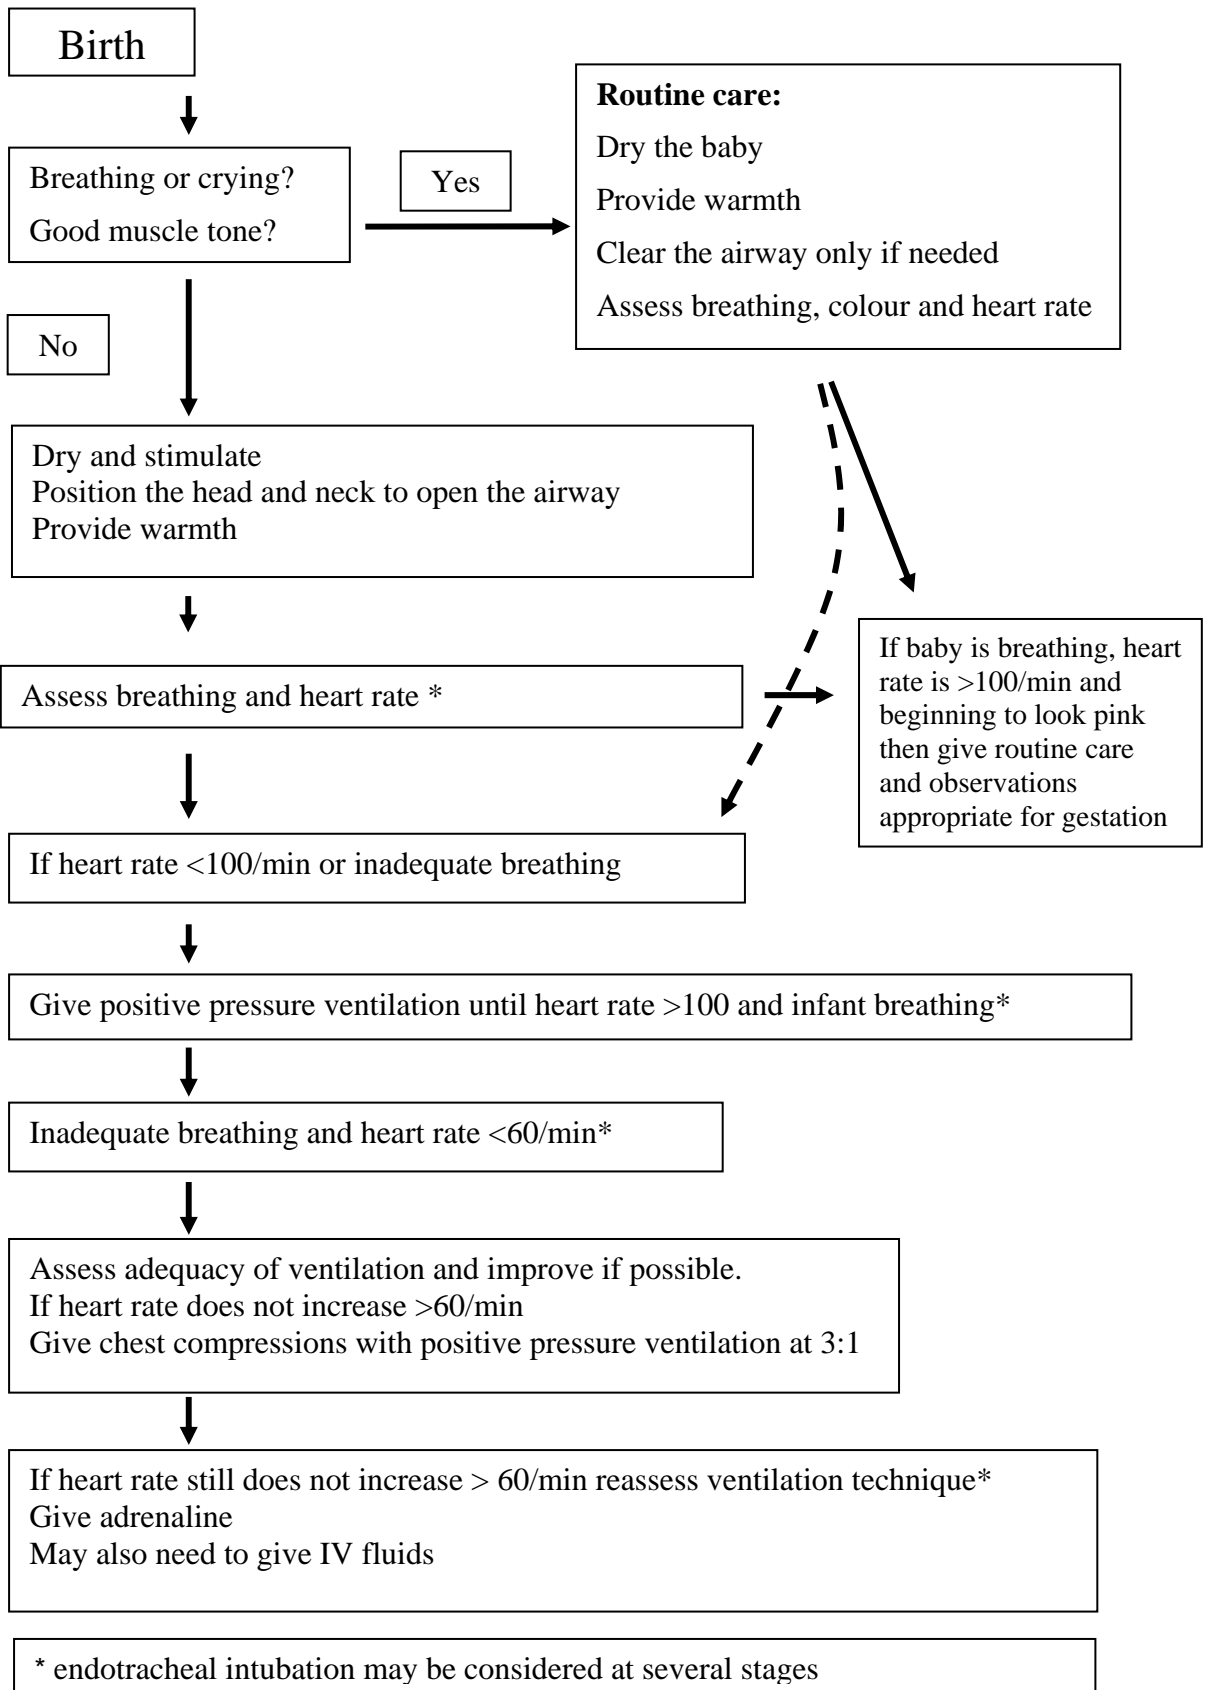 Birth
Breathing or crying?
Good muscle tone?
Yes
Routine care:
Dry the baby
Provide warmth
Clear the airway only if needed
Assess breathing, colour and heart rate
No
Dry and stimulate
Position the head and neck to open the airway
Provide warmth
Assess breathing and heart rate *
If baby is breathing, heart
rate is >100/min and
beginning to look pink
then give routine care
and observations
appropriate for gestation
If heart rate <100/min or inadequate breathing
Give positive pressure ventilation until heart rate >100 and infant breathing*
Inadequate breathing and heart rate <60/min*
Assess adequacy of ventilation and improve if possible.
If heart rate does not increase >60/min
Give chest compressions with positive pressure ventilation at 3:1
If heart rate still does not increase > 60/min reassess ventilation technique*
Give adrenaline
May also need to give IV fluids
* endotracheal intubation may be considered at several stages